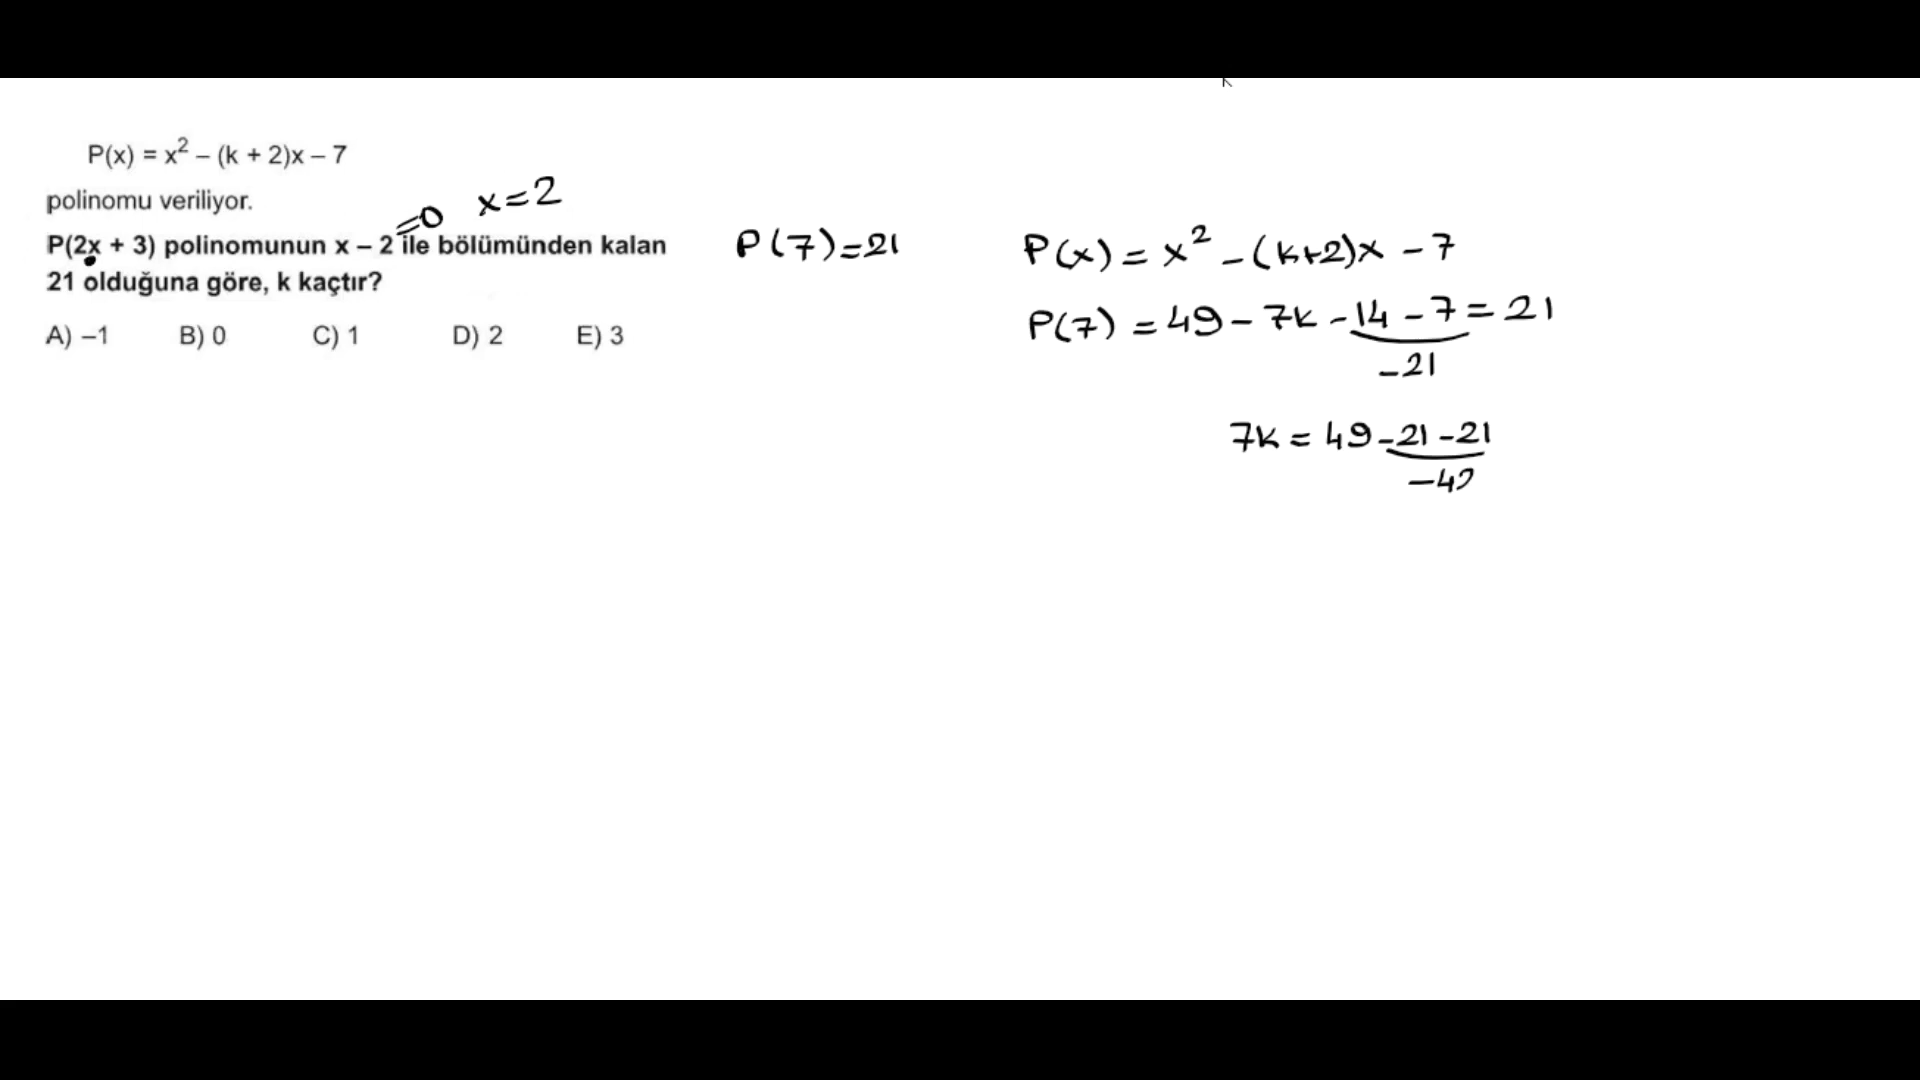 P(x) = x² – (k + 2)x – 7
polinomu veriliyor.
=0 x=2
P(2x + 3) polinomunun x – 2 ile bölümünden kalan
21 olduğuna göre, k kaçtır?
A) –1 B) 0 C) 1 D) 2 E) 3
P(7)=21
P(x) = x² - (k+2)x - 7
P(7) = 49 - 7k - 14 - 7 = 21
-21
7k = 49 - 21 - 21
-42